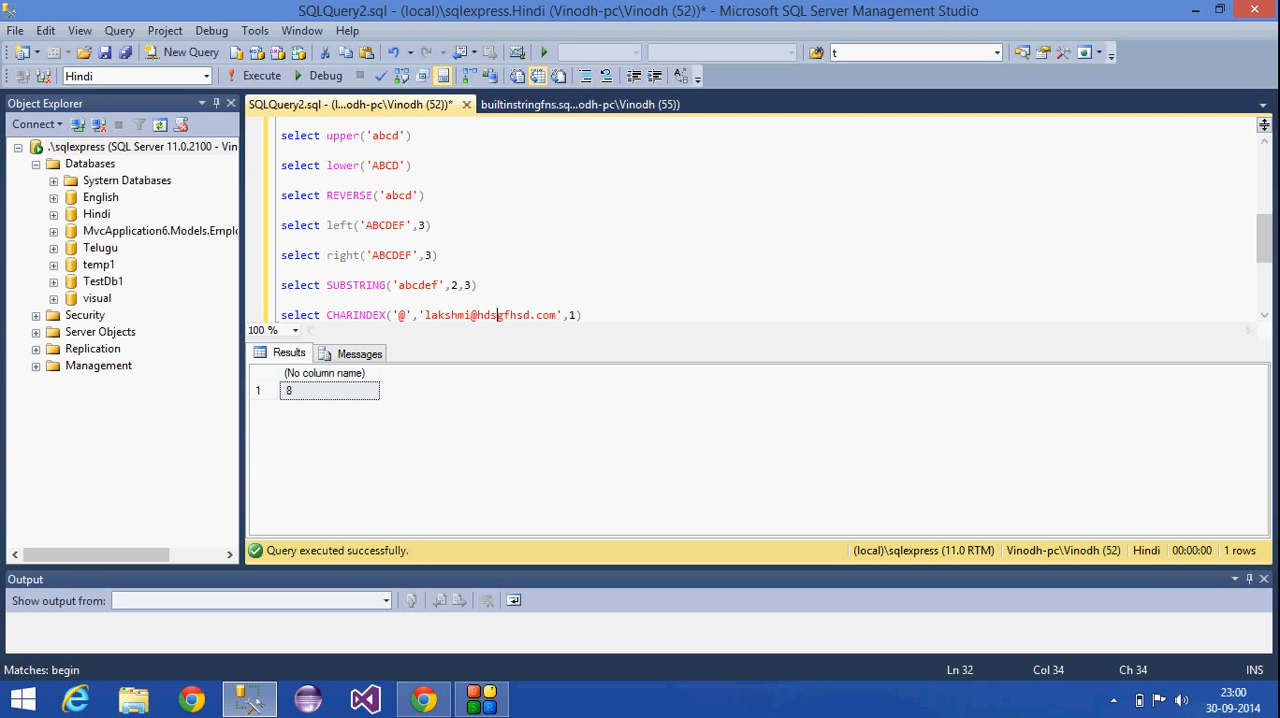 SQLQuery2.sql - (local)\sqlexpress.Hindi (Vinodh-pc\Vinodh (52))* - Microsoft SQL Server Management Studio
File Edit View Query Project Debug Tools Window Help
New Query t
Hindi Execute Debug
Object Explorer
SQLQuery2.sql - (l...odh-pc\Vinodh (52))* builtinstringfns.sq...odh-pc\Vinodh (55))
Connect
.\sqlexpress (SQL Server 11.0.2100 - Vin
Databases
System Databases
English
Hindi
MvcApplication6.Models.Emplo
Telugu
temp1
TestDb1
visual
Security
Server Objects
Replication
Management
select upper('abcd')
select lower('ABCD')
select REVERSE('abcd')
select left('ABCDEF',3)
select right('ABCDEF',3)
select SUBSTRING('abcdef',2,3)
select CHARINDEX('@','lakshmi@hdsgfhsd.com',1)
100 %
Results Messages
(No column name)
1 8
Query executed successfully. (local)\sqlexpress (11.0 RTM) Vinodh-pc\Vinodh (52) Hindi 00:00:00 1 rows
Output
Show output from:
Matches: begin Ln 32 Col 34 Ch 34 INS
23:00
30-09-2014